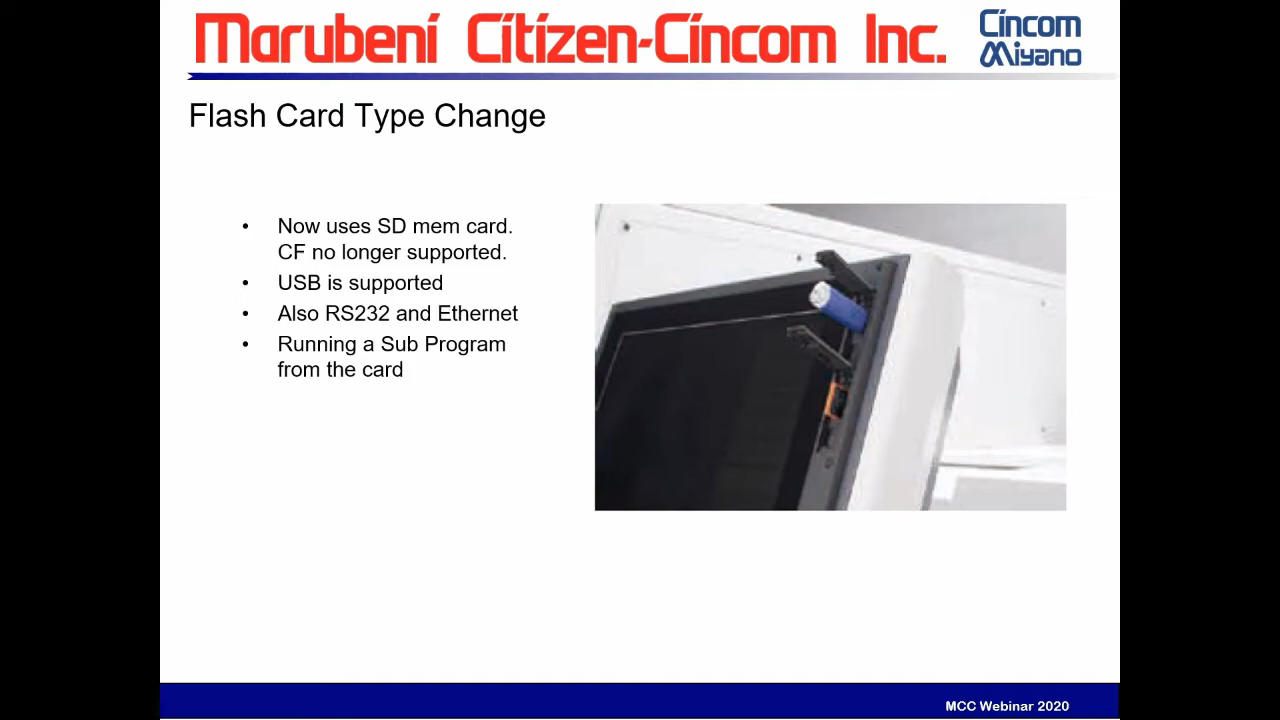 Marubeni Citizen-Cincom Inc.
Cincom
Miyano
Flash Card Type Change
• Now uses SD mem card.
CF no longer supported.
• USB is supported
• Also RS232 and Ethernet
• Running a Sub Program
from the card
MCC Webinar 2020